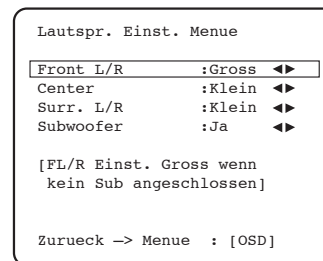 Lautspr. Einst. Menue
Front L/R :Gross ◀▶
Center :Klein ◀▶
Surr. L/R :Klein ◀▶
Subwoofer :Ja ◀▶
[FL/R Einst. Gross wenn
kein Sub angeschlossen]
Zurueck —> Menue : [OSD]